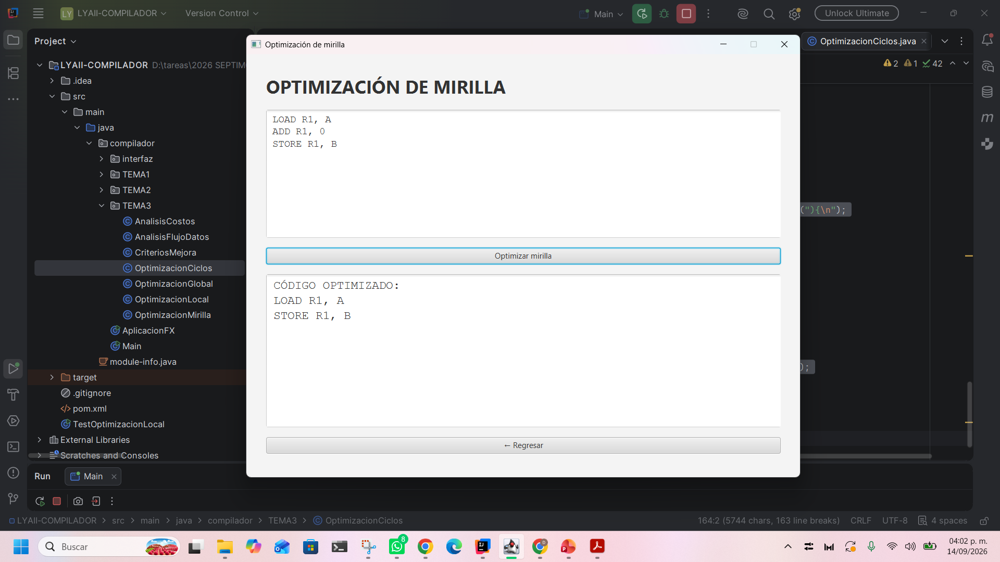 LY LYAII-COMPILADOR Version Control Main Unlock Ultimate
Project
LYAII-COMPILADOR D:\tareas\2026 SEPTIM
.idea
src
main
java
compilador
interfaz
TEMA1
TEMA2
TEMA3
AnalisisCostos
AnalisisFlujoDatos
CriteriosMejora
OptimizacionCiclos
OptimizacionGlobal
OptimizacionLocal
OptimizacionMirilla
AplicacionFX
Main
module-info.java
target
.gitignore
pom.xml
TestOptimizacionLocal
External Libraries
Scratches and Consoles
Optimización de mirilla
OPTIMIZACIÓN DE MIRILLA
LOAD R1, A
ADD R1, 0
STORE R1, B
Optimizar mirilla
CÓDIGO OPTIMIZADO:
LOAD R1, A
STORE R1, B
← Regresar
OptimizacionCiclos.java
2 1 42
("){\n");
);
Run Main
LYAII-COMPILADOR > src > main > java > compilador > TEMA3 > OptimizacionCiclos
164:2 (5744 chars, 163 line breaks) CRLF UTF-8 4 spaces
Buscar
8
D
04:02 p. m.
14/09/2026